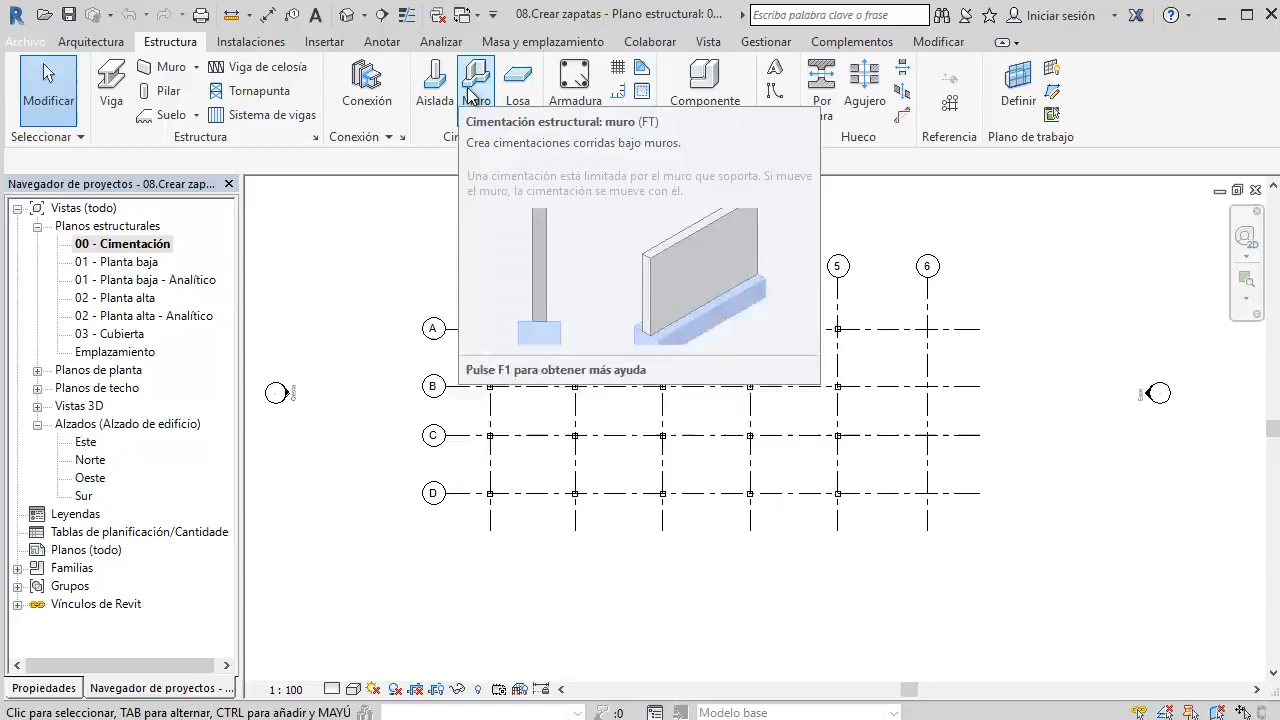 08.Crear zapatas - Plano estructural: 0...
Escriba palabra clave o frase
Iniciar sesión
Archivo
Arquitectura
Estructura
Instalaciones
Insertar
Anotar
Analizar
Masa y emplazamiento
Colaborar
Vista
Gestionar
Complementos
Modificar
Modificar
Viga
Muro
Pilar
Suelo
Viga de celosía
Tornapunta
Sistema de vigas
Conexión
Aislada
Muro
Losa
Armadura
Componente
Por
Agujero
Definir
Seleccionar
Estructura
Conexión
Hueco
Referencia
Plano de trabajo
Cimentación estructural: muro (FT)
Crea cimentaciones corridas bajo muros.
Una cimentación está limitada por el muro que soporta. Si mueve
el muro, la cimentación se mueve con él.
Pulse F1 para obtener más ayuda
Navegador de proyectos - 08.Crear zap...
Vistas (todo)
Planos estructurales
00 - Cimentación
01 - Planta baja
01 - Planta baja - Analítico
02 - Planta alta
02 - Planta alta - Analítico
03 - Cubierta
Emplazamiento
Planos de planta
Planos de techo
Vistas 3D
Alzados (Alzado de edificio)
Este
Norte
Oeste
Sur
Leyendas
Tablas de planificación/Cantidade
Planos (todo)
Familias
Grupos
Vínculos de Revit
Propiedades
Navegador de proyectos - ...
5
6
A
B
C
D
Oeste
Este
2D
1 : 100
Clic para seleccionar, TAB para alternar, CTRL para añadir y MAYÚ
:0
Modelo base